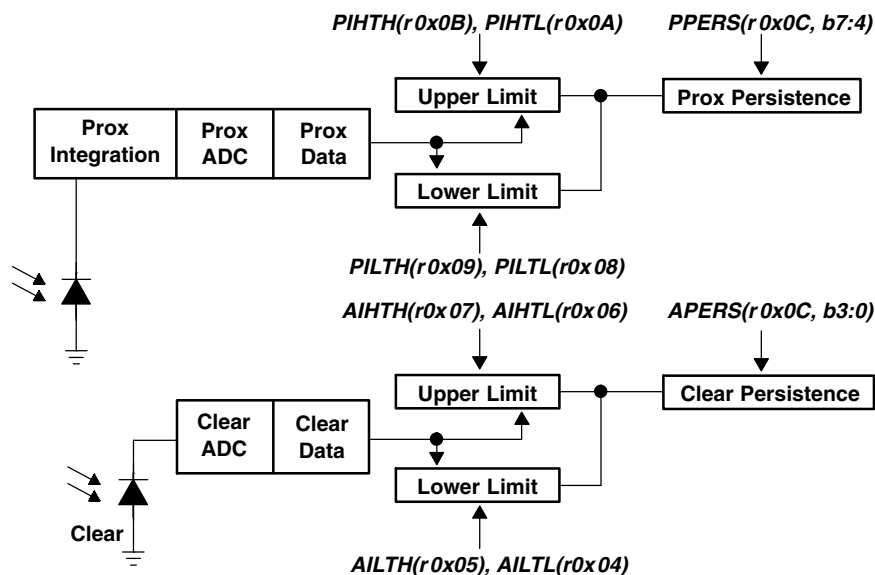 PIHTH(r0x0B), PIHTL(r0x0A)
PPERS(r0x0C, b7:4)
Upper Limit
Prox Persistence
Prox
Integration
Prox
ADC
Prox
Data
Lower Limit
PILTH(r0x09), PILTL(r0x08)
AIHTH(r0x07), AIHTL(r0x06)
APERS(r0x0C, b3:0)
Upper Limit
Clear Persistence
Clear
ADC
Clear
Data
Lower Limit
Clear
AILTH(r0x05), AILTL(r0x04)